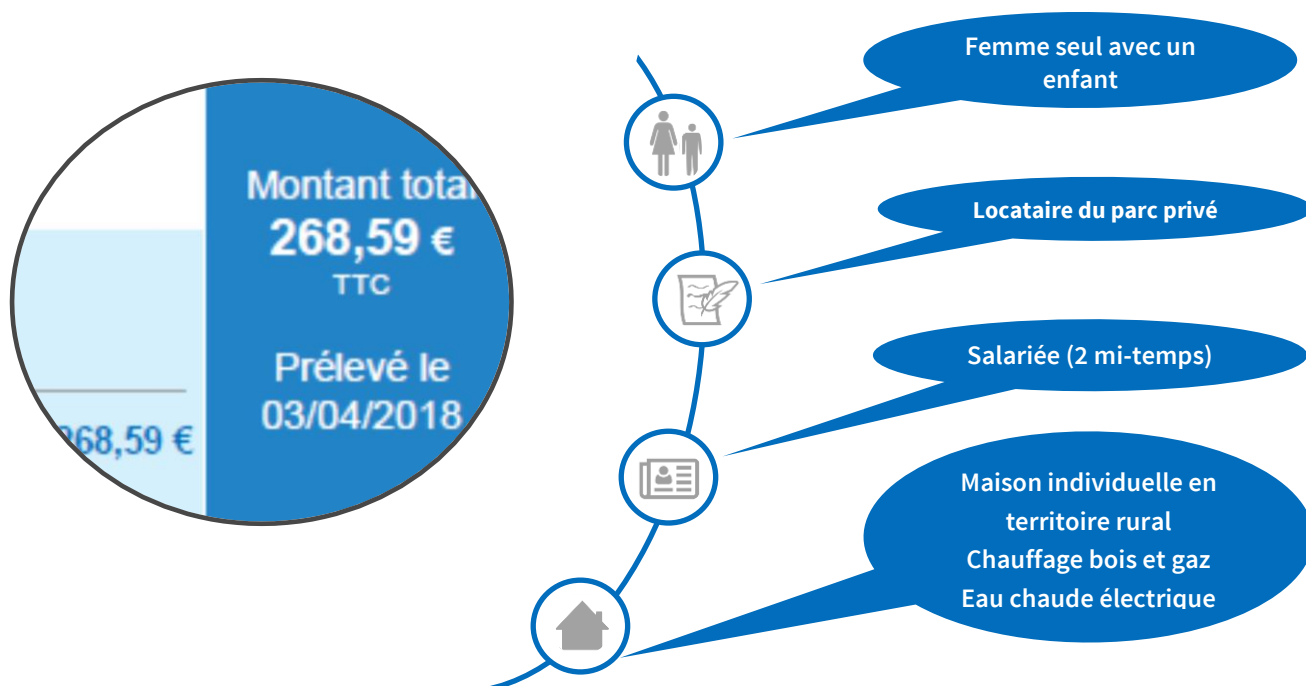 Montant total
268,59 €
TTC
Prélevé le
03/04/2018
268,59 €
Femme seul avec un
enfant
Locataire du parc privé
Salariée (2 mi-temps)
Maison individuelle en
territoire rural
Chauffage bois et gaz
Eau chaude électrique